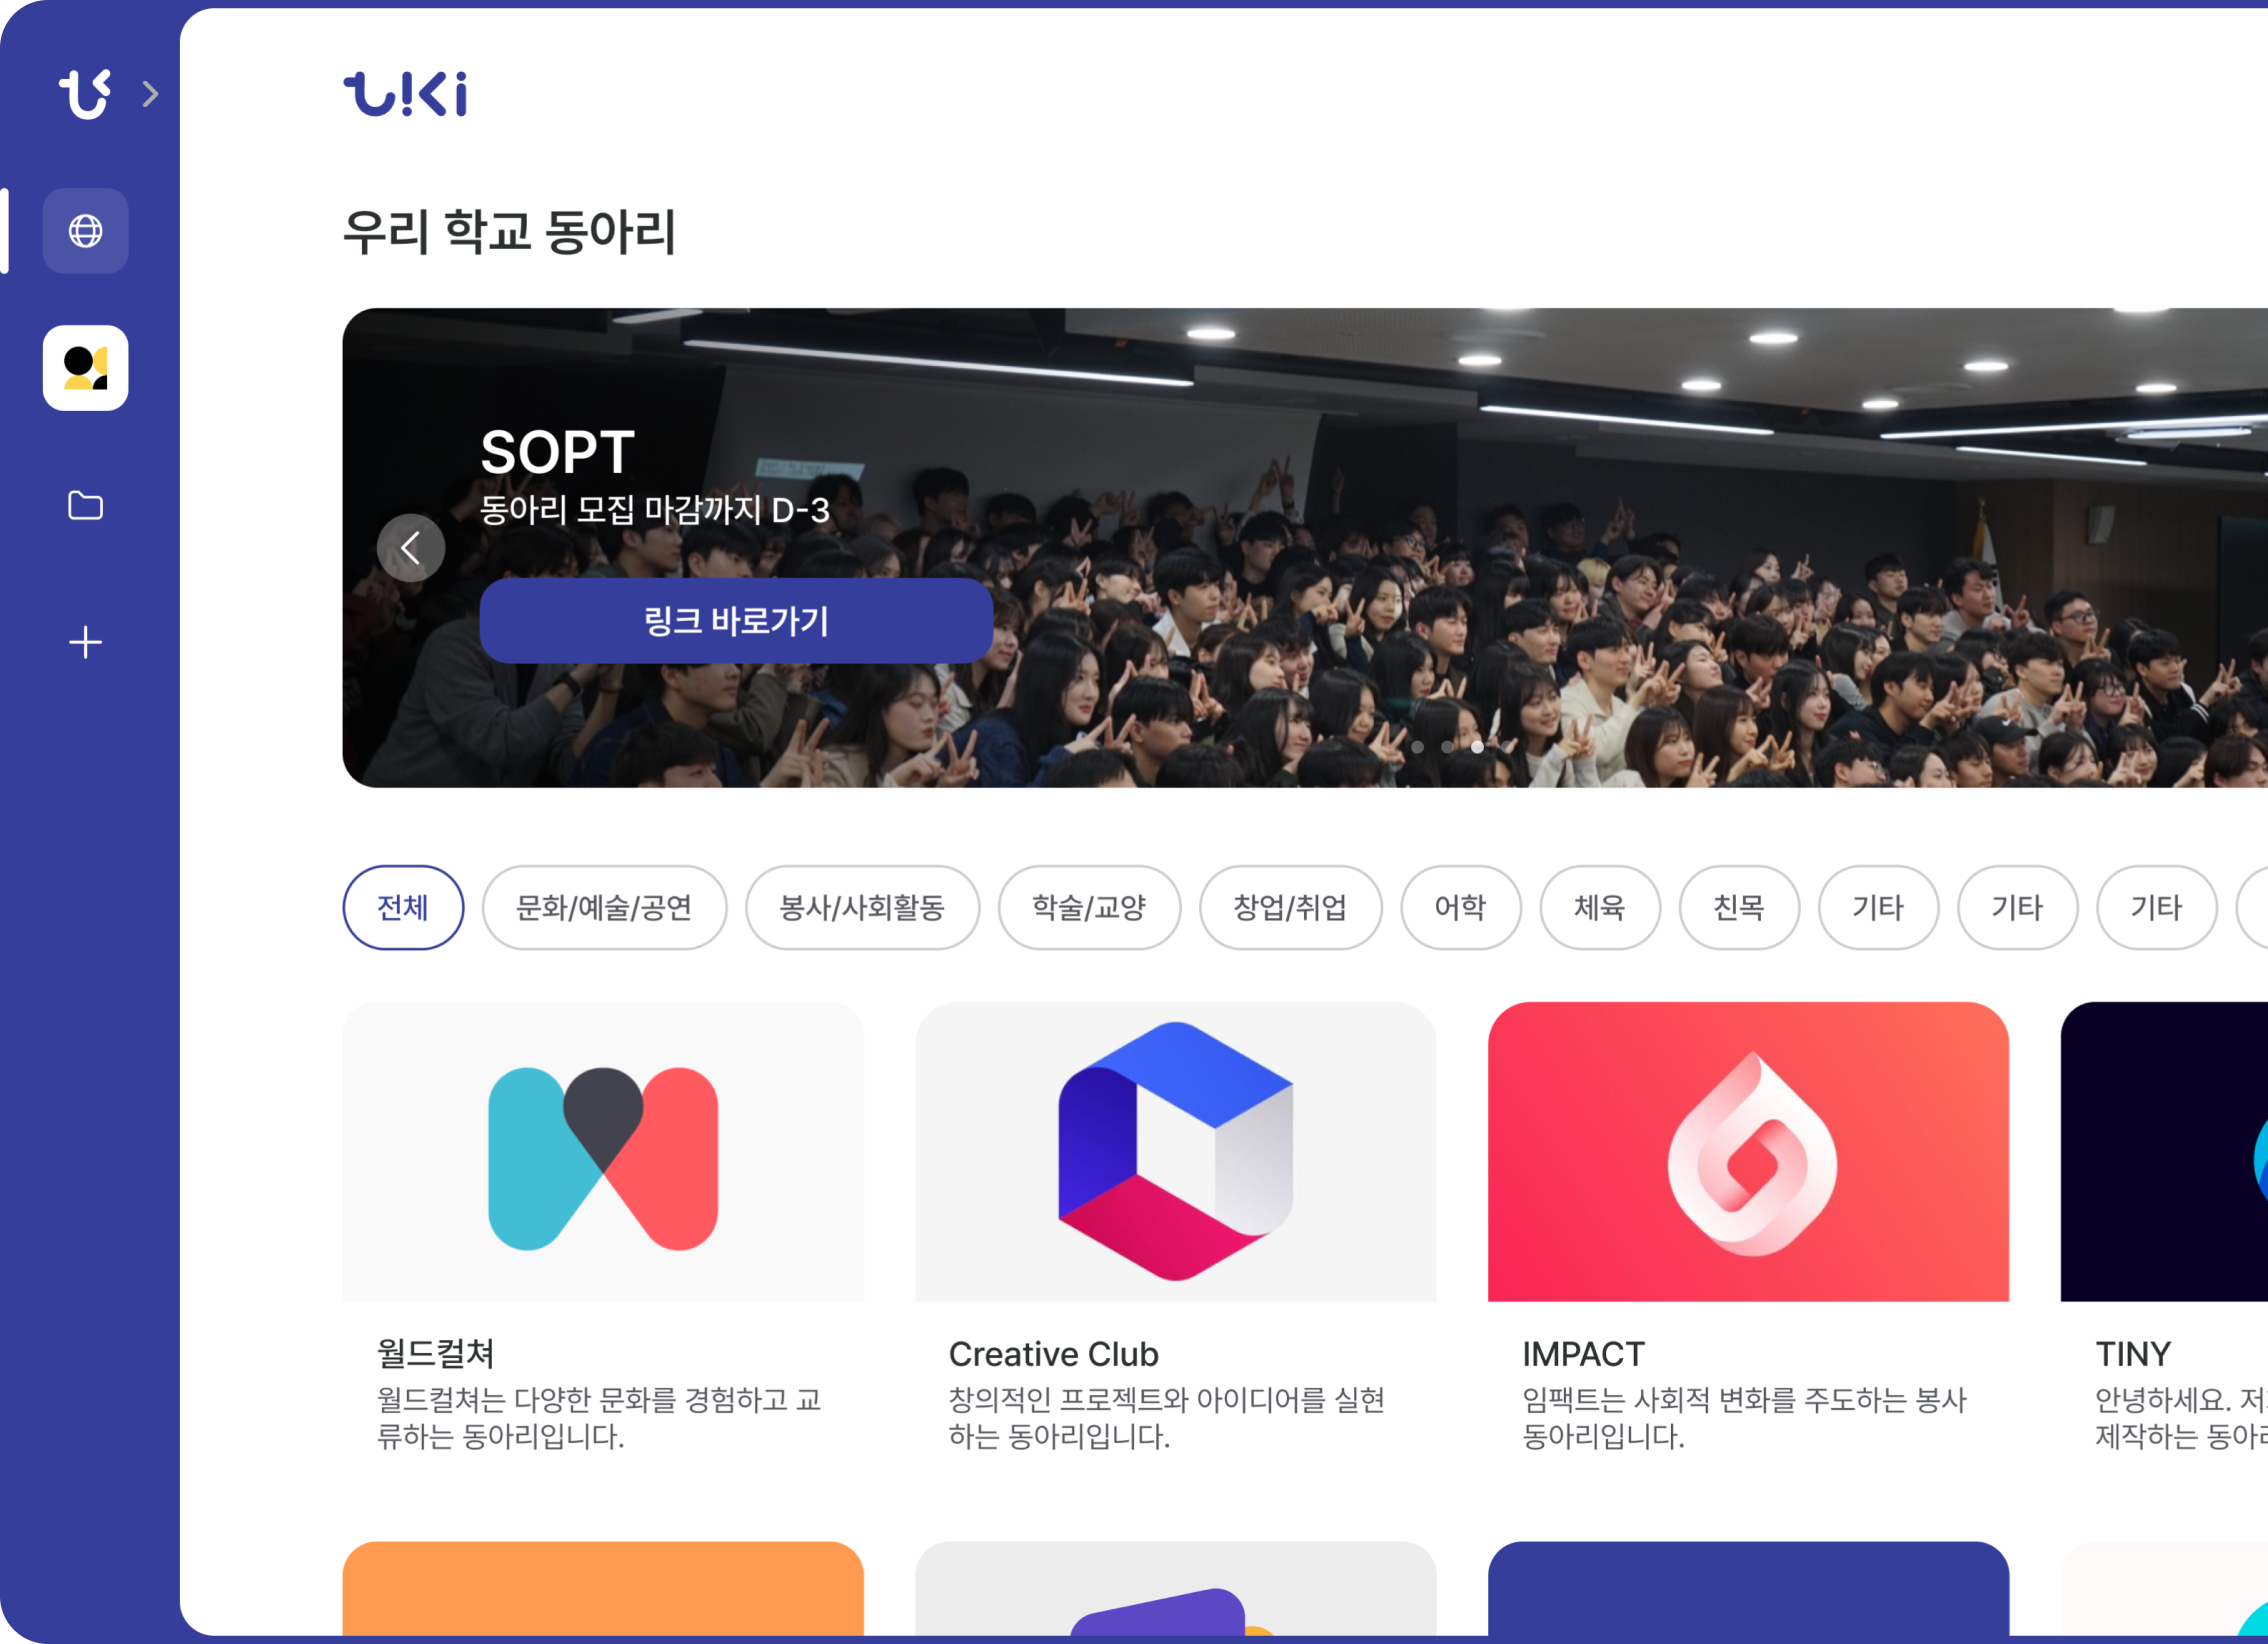 tiki
우리 학교 동아리
SOPT
동아리 모집 마감까지 D-3
링크 바로가기
전체
문화/예술/공연
봉사/사회활동
학술/교양
창업/취업
어학
체육
친목
기타
기타
기타
월드컬쳐
월드컬쳐는 다양한 문화를 경험하고 교
류하는 동아리입니다.
Creative Club
창의적인 프로젝트와 아이디어를 실현
하는 동아리입니다.
IMPACT
임팩트는 사회적 변화를 주도하는 봉사
동아리입니다.
TINY
안녕하세요.
제작하는